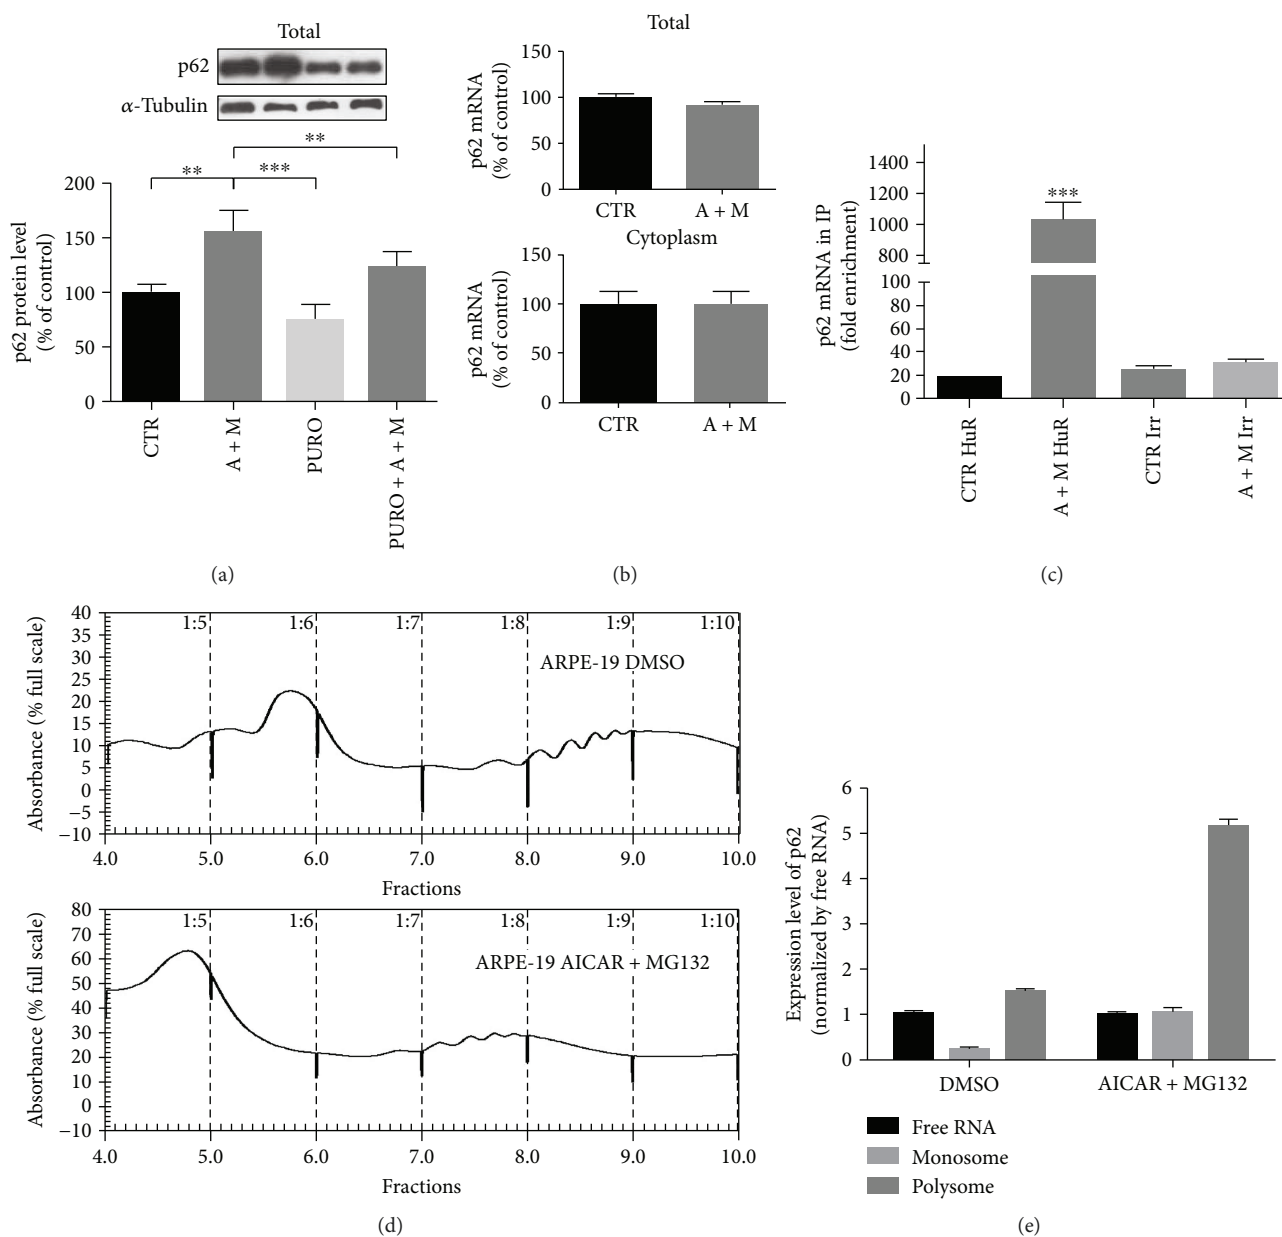 Total
p62
α-Tubulin
**
** ***
p62 protein level
(% of control)
200
150
100
50
0
CTR
A + M
PURO
PURO + A + M
(a)
Total
p62 mRNA
(% of control)
150
100
50
0
CTR A + M
Cytoplasm
p62 mRNA
(% of control)
150
100
50
0
CTR A + M
(b)
p62 mRNA in IP
(fold enrichment)
1400
1200
1000
800
100
80
60
40
20
0
***
CTR HuR
A + M HuR
CTR Irr
A + M Irr
(c)
Absorbance (% full scale)
40
35
30
25
20
15
10
5
0
−5
−10
1:5 1:6 1:7 1:8 1:9 1:10
ARPE-19 DMSO
4.0 5.0 6.0 7.0 8.0 9.0 10.0
Fractions
Absorbance (% full scale)
80
70
60
50
40
30
20
10
0
−10
1:5 1:6 1:7 1:8 1:9 1:10
ARPE-19 AICAR + MG132
4.0 5.0 6.0 7.0 8.0 9.0 10.0
Fractions
(d)
Expression level of p62
(normalized by free RNA)
6
5
4
3
2
1
0
DMSO AICAR + MG132
Free RNA
Monosome
Polysome
(e)